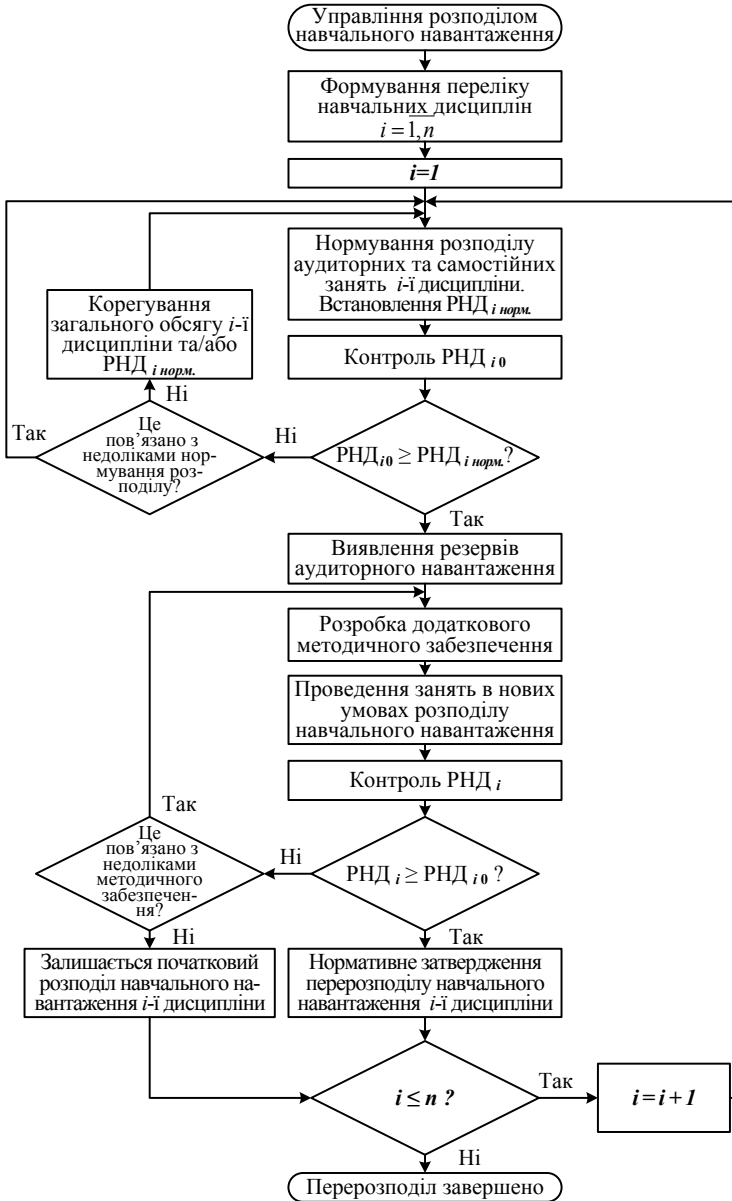 Управління розподілом
навчального навантаження
Формування переліку
навчальних дисциплін
i = 1, n
i=1
Нормування розподілу
аудиторних та самостійних
занять i-ї дисципліни.
Встановлення РНД i норм.
Корегування
загального обсягу i-ї
дисципліни та/або
РНД i норм.
Контроль РНД i 0
Ні
Так
Це
пов’язано з
недоліками нор-
мування роз-
поділу?
Ні
РНД i0 ≥ РНД i норм.?
Так
Виявлення резервів
аудиторного навантаження
Розробка додаткового
методичного забезпечення
Проведення занять в нових
умовах розподілу
навчального навантаження
Контроль РНД i
Так
Це
пов’язано з
недоліками
методичного
забезпечен-
ня?
Ні
РНД i ≥ РНД i 0 ?
Ні
Так
Залишається початковий
розподіл навчального на-
вантаження i-ї дисципліни
Нормативне затвердження
перерозподілу навчального
навантаження i-ї дисципліни
i ≤ n ?
Так
i = i + 1
Ні
Перерозподіл завершено